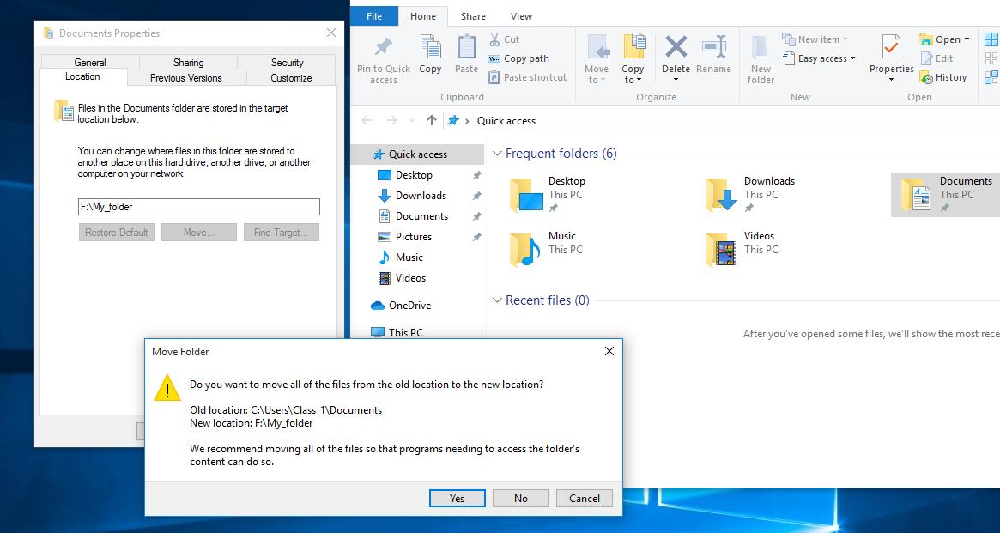 Documents Properties
General
Sharing
Security
Location
Previous Versions
Customize
Files in the Documents folder are stored in the target
location below.
You can change where files in this folder are stored to
another place on this hard drive, another drive, or another
computer on your network.
F:\My_folder
Restore Default
Move...
Find Target...
File
Home
Share
View
Pin to Quick
access
Copy
Paste
Cut
Copy path
Paste shortcut
Clipboard
Move
to
Copy
to
Delete
Rename
Organize
New
folder
New item
Easy access
New
Properties
Open
Edit
History
Open
Quick access
Quick access
Desktop
Downloads
Documents
Pictures
Music
Videos
OneDrive
This PC
Frequent folders (6)
Desktop
This PC
Downloads
This PC
Documents
This PC
Music
This PC
Videos
This PC
Recent files (0)
After you've opened some files, we'll show the most rece
Move Folder
Do you want to move all of the files from the old location to the new location?
Old location: C:\Users\Class_1\Documents
New location: F:\My_folder
We recommend moving all of the files so that programs needing to access the folder's
content can do so.
Yes
No
Cancel